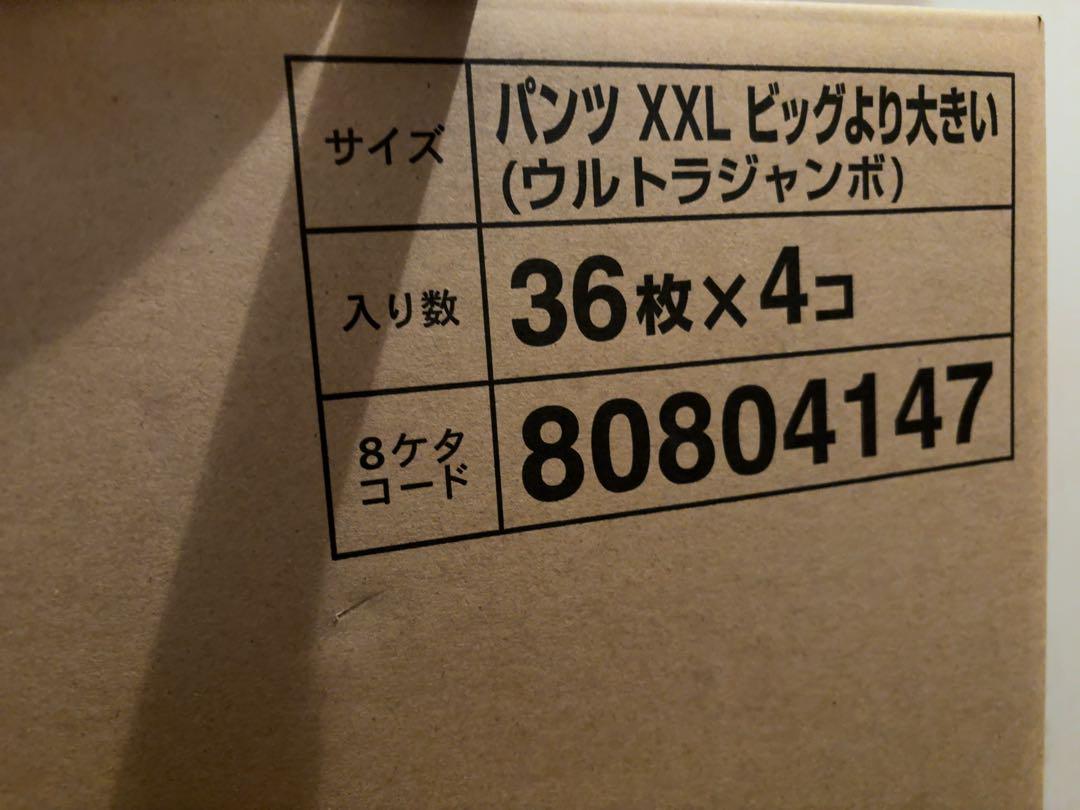 サイズ
パンツ XXL ビッグより大きい
(ウルトラジャンボ)
入り数
36枚×4コ
8ケタ
コード
80804147